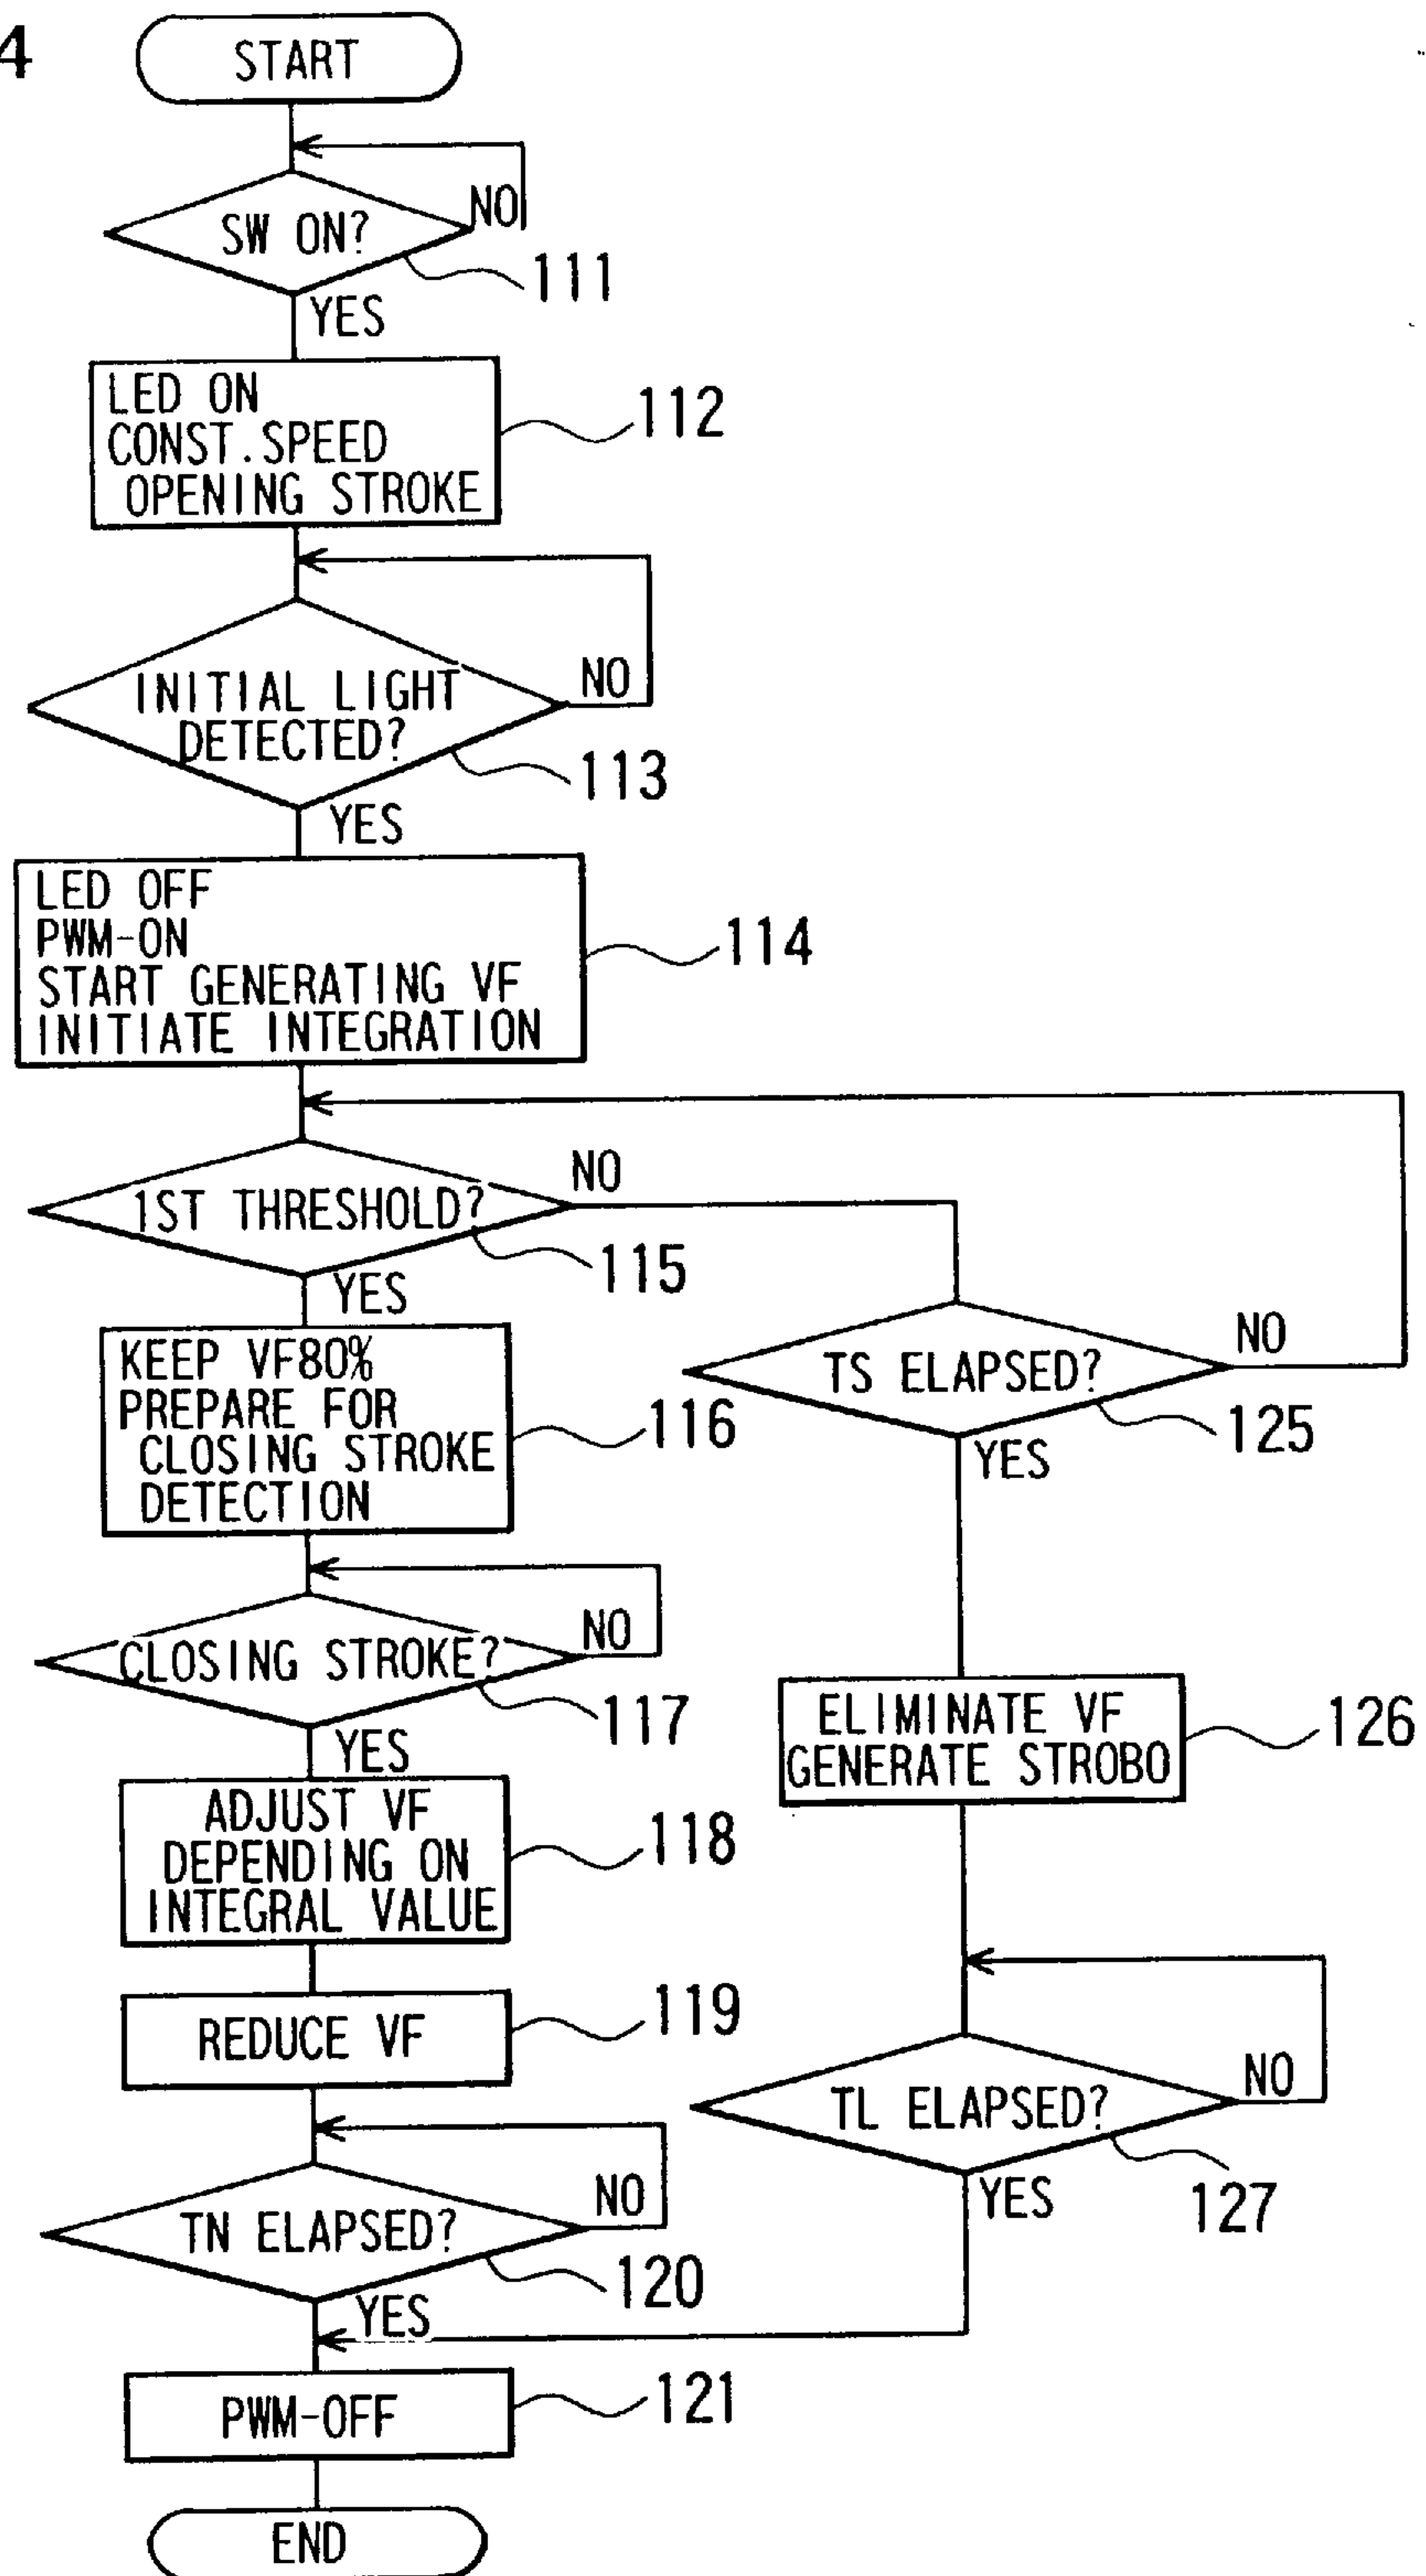 4
START
NO
SW ON?
111
YES
LED ON
CONST.SPEED
OPENING STROKE
112
NO
INITIAL LIGHT
DETECTED?
113
YES
LED OFF
PWM-ON
START GENERATING VF
INITIATE INTEGRATION
114
NO
1ST THRESHOLD?
115
YES
NO
TS ELAPSED?
125
YES
KEEP VF80%
PREPARE FOR
CLOSING STROKE
DETECTION
116
NO
CLOSING STROKE?
117
YES
ELIMINATE VF
GENERATE STROBO
126
ADJUST VF
DEPENDING ON
INTEGRAL VALUE
118
REDUCE VF
119
NO
TL ELAPSED?
127
YES
NO
TN ELAPSED?
120
YES
PWM-OFF
121
END